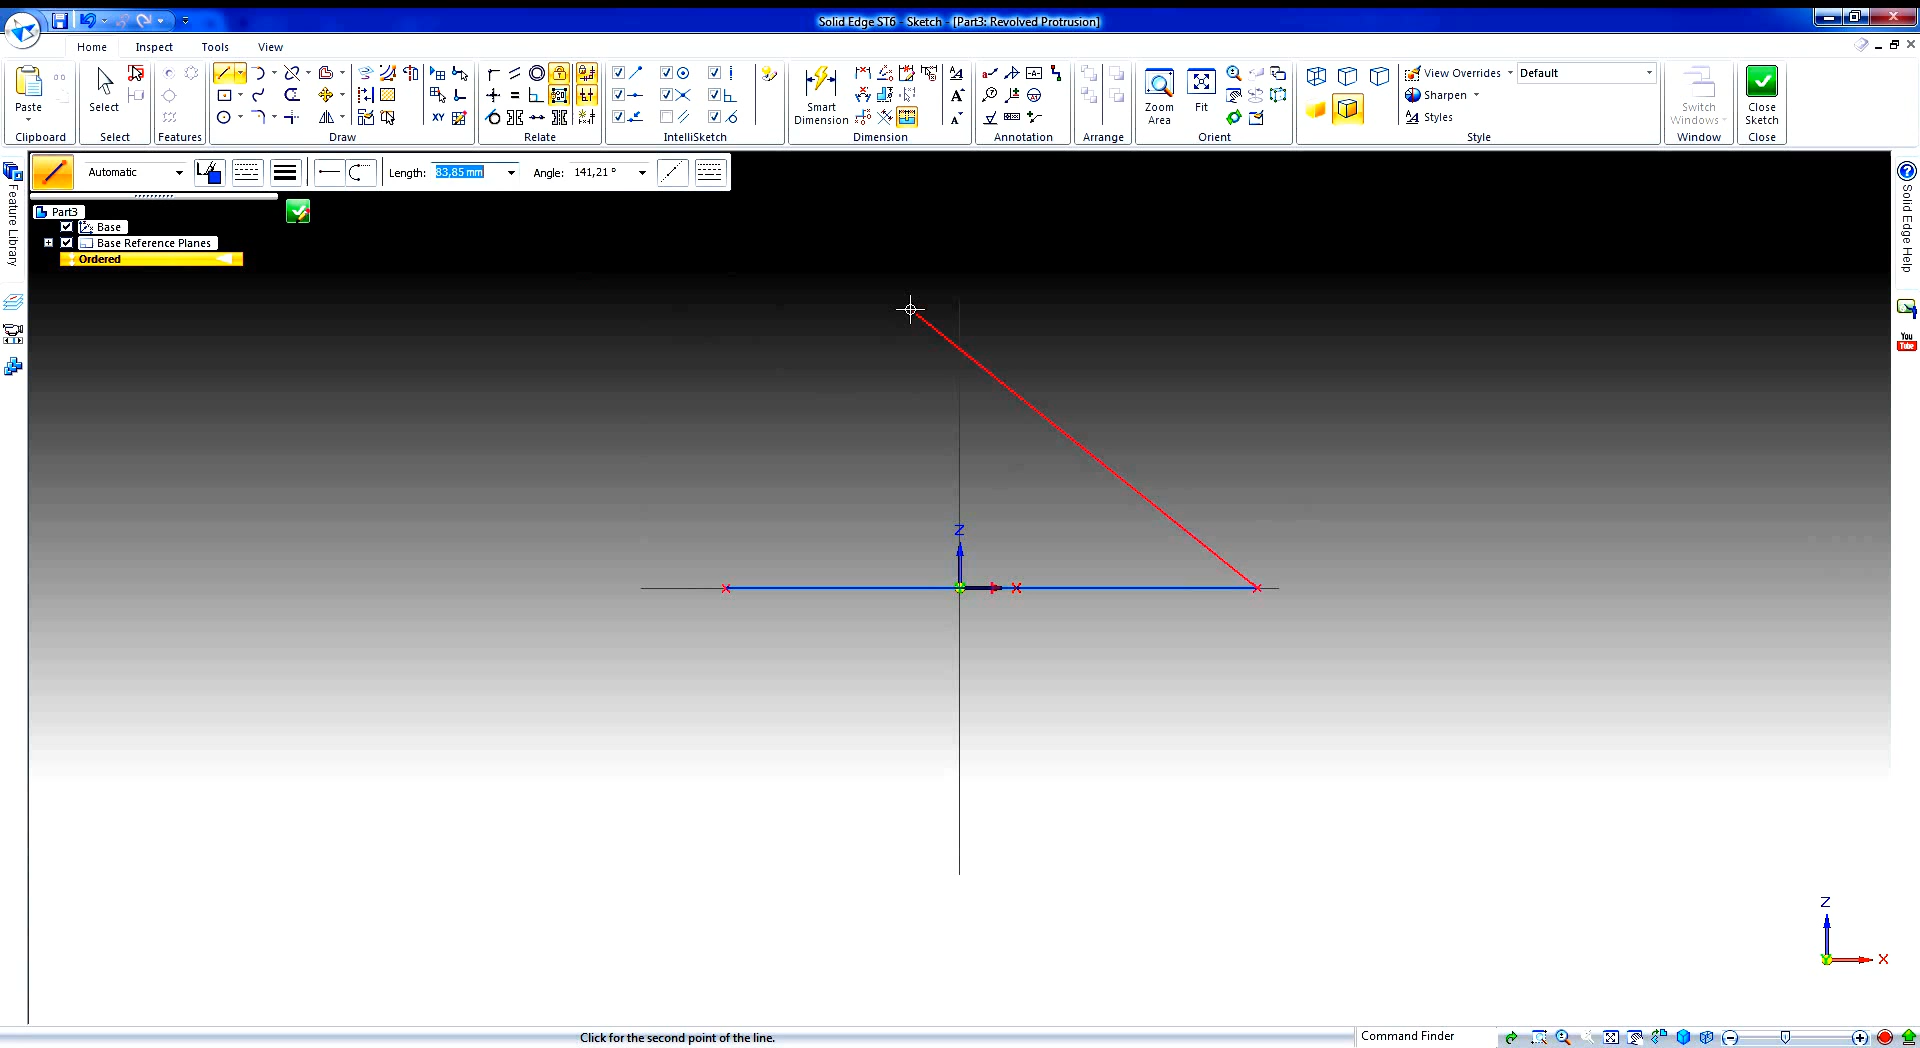 Solid Edge ST6 - Sketch - [Part3: Revolved Protrusion]
Home Inspect Tools View
Paste
Clipboard
Select
Select
Features
Draw
Relate
IntelliSketch
Smart Dimension
Dimension
Annotation
Arrange
Zoom Area
Fit
Orient
View Overrides
Default
Sharpen
Styles
Style
Switch Windows
Window
Close Sketch
Close
Automatic
Length: 83,85 mm
Angle: 141,21 °
Feature Library
Part3
Base
Base Reference Planes
Ordered
Solid Edge Help
You Tube
Z
X
Z
X
Click for the second point of the line.
Command Finder